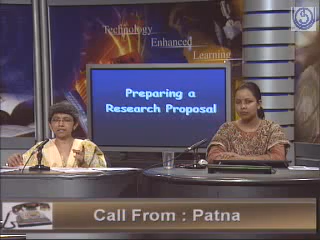 Technology
Enhanced
Learning
Preparing a
Research Proposal
Call From : Patna